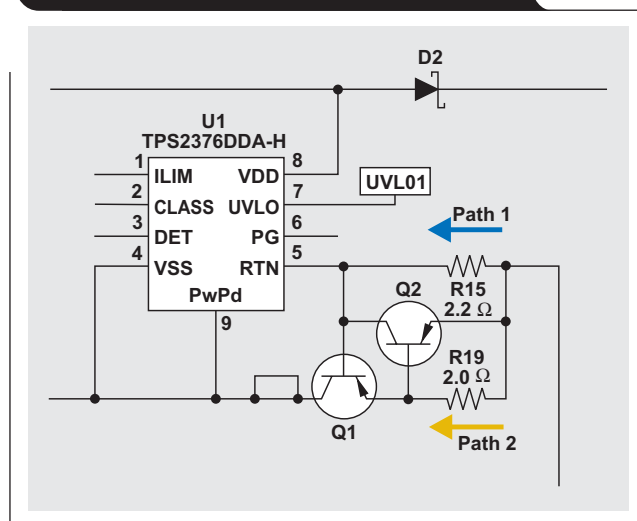 D2
U1
TPS2376DDA-H
1 ILIM VDD 8
2 CLASS UVLO 7
UVL01
3 DET PG 6
4 VSS RTN 5
PwPd
9
Path 1
R15
2.2 Ω
Q2
R19
2.0 Ω
Q1
Path 2